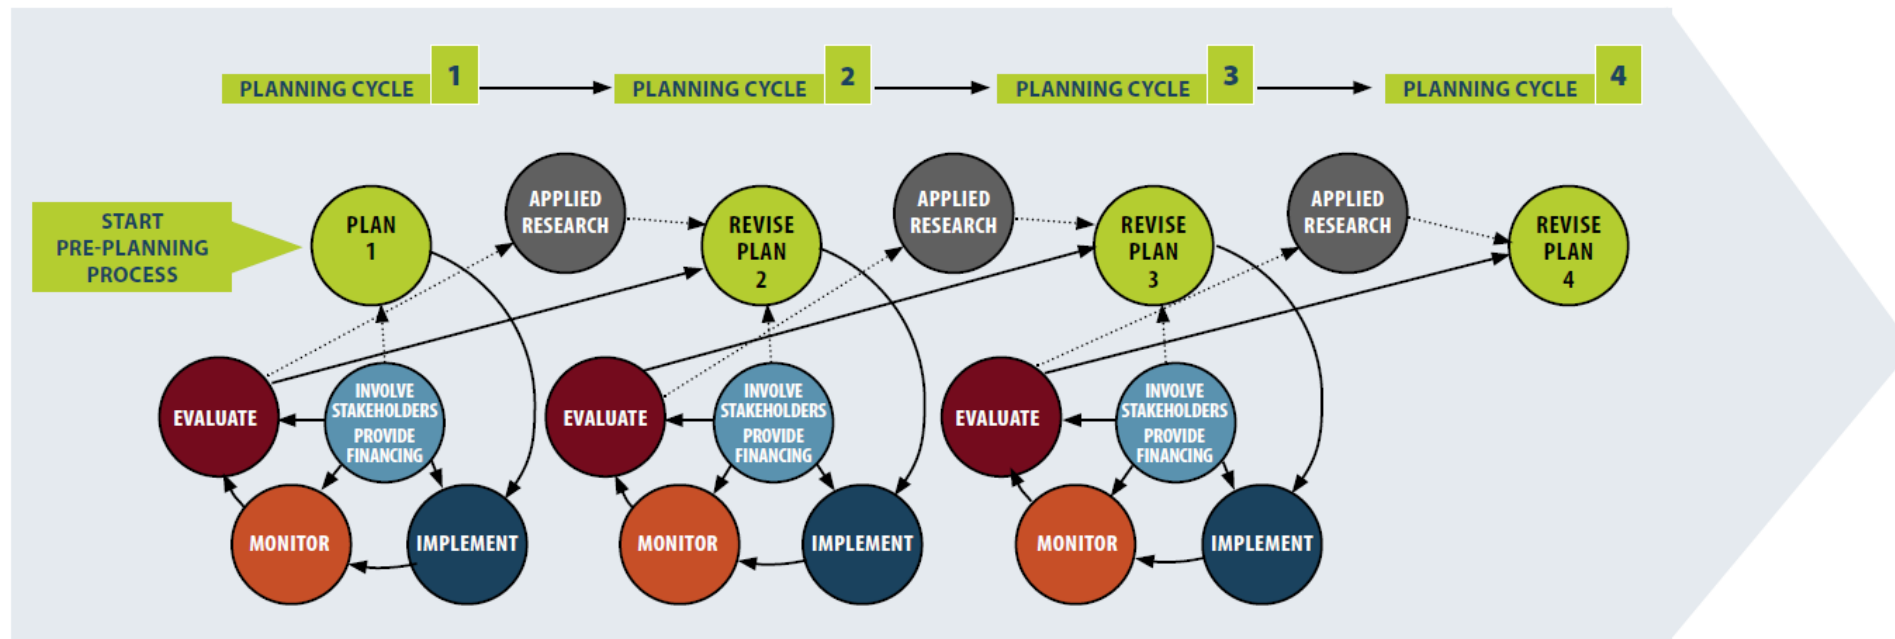 PLANNING CYCLE 1
PLANNING CYCLE 2
PLANNING CYCLE 3
PLANNING CYCLE 4
START
PRE-PLANNING
PROCESS
PLAN
1
APPLIED
RESEARCH
REVISE
PLAN
2
APPLIED
RESEARCH
REVISE
PLAN
3
APPLIED
RESEARCH
REVISE
PLAN
4
EVALUATE
INVOLVE
STAKEHOLDERS
PROVIDE
FINANCING
EVALUATE
INVOLVE
STAKEHOLDERS
PROVIDE
FINANCING
EVALUATE
INVOLVE
STAKEHOLDERS
PROVIDE
FINANCING
MONITOR
IMPLEMENT
MONITOR
IMPLEMENT
MONITOR
IMPLEMENT